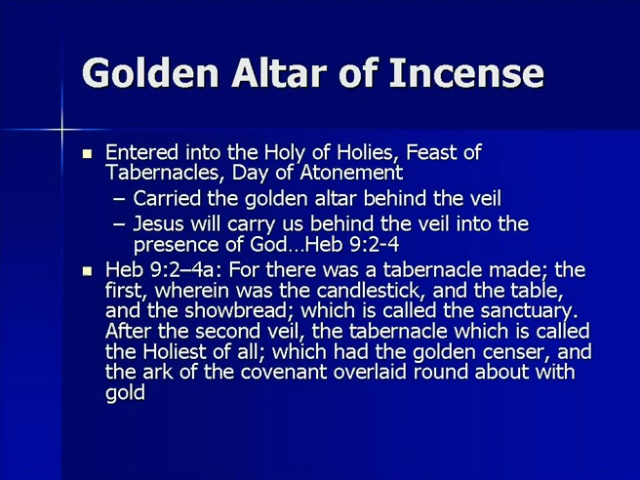 Golden Altar of Incense
Entered into the Holy of Holies, Feast of
Tabernacles, Day of Atonement
– Carried the golden altar behind the veil
– Jesus will carry us behind the veil into the
presence of God…Heb 9:2-4
Heb 9:2–4a: For there was a tabernacle made; the
first, wherein was the candlestick, and the table,
and the showbread; which is called the sanctuary.
After the second veil, the tabernacle which is called
the Holiest of all; which had the golden censer, and
the ark of the covenant overlaid round about with
gold